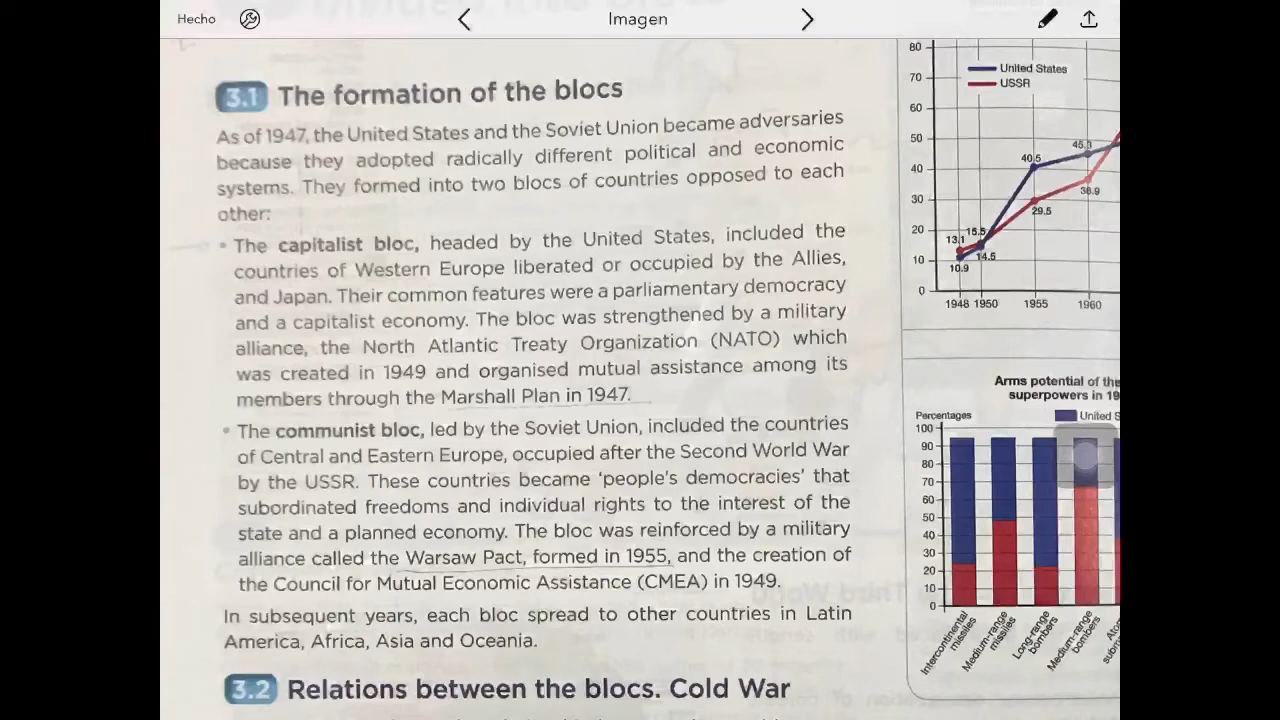 Hecho
Imagen
3.1 The formation of the blocs
As of 1947, the United States and the Soviet Union became adversaries
because they adopted radically different political and economic
systems. They formed into two blocs of countries opposed to each
other:
• The capitalist bloc, headed by the United States, included the
countries of Western Europe liberated or occupied by the Allies,
and Japan. Their common features were a parliamentary democracy
and a capitalist economy. The bloc was strengthened by a military
alliance, the North Atlantic Treaty Organization (NATO) which
was created in 1949 and organised mutual assistance among its
members through the Marshall Plan in 1947.
• The communist bloc, led by the Soviet Union, included the countries
of Central and Eastern Europe, occupied after the Second World War
by the USSR. These countries became 'people's democracies' that
subordinated freedoms and individual rights to the interest of the
state and a planned economy. The bloc was reinforced by a military
alliance called the Warsaw Pact, formed in 1955, and the creation of
the Council for Mutual Economic Assistance (CMEA) in 1949.
In subsequent years, each bloc spread to other countries in Latin
America, Africa, Asia and Oceania.
3.2 Relations between the blocs. Cold War
80
70
60
50
40
30
20
10
0
United States
USSR
13.1
15.5
40.5
45.3
10.9
14.5
29.5
36.9
1948 1950 1955 1960
Arms potential of the
superpowers in 19
Percentages
United S
100
90
80
70
60
50
40
30
20
10
0
Intercontinental
missiles
Medium-range
missiles
Long-range
bombers
Medium-range
bombers